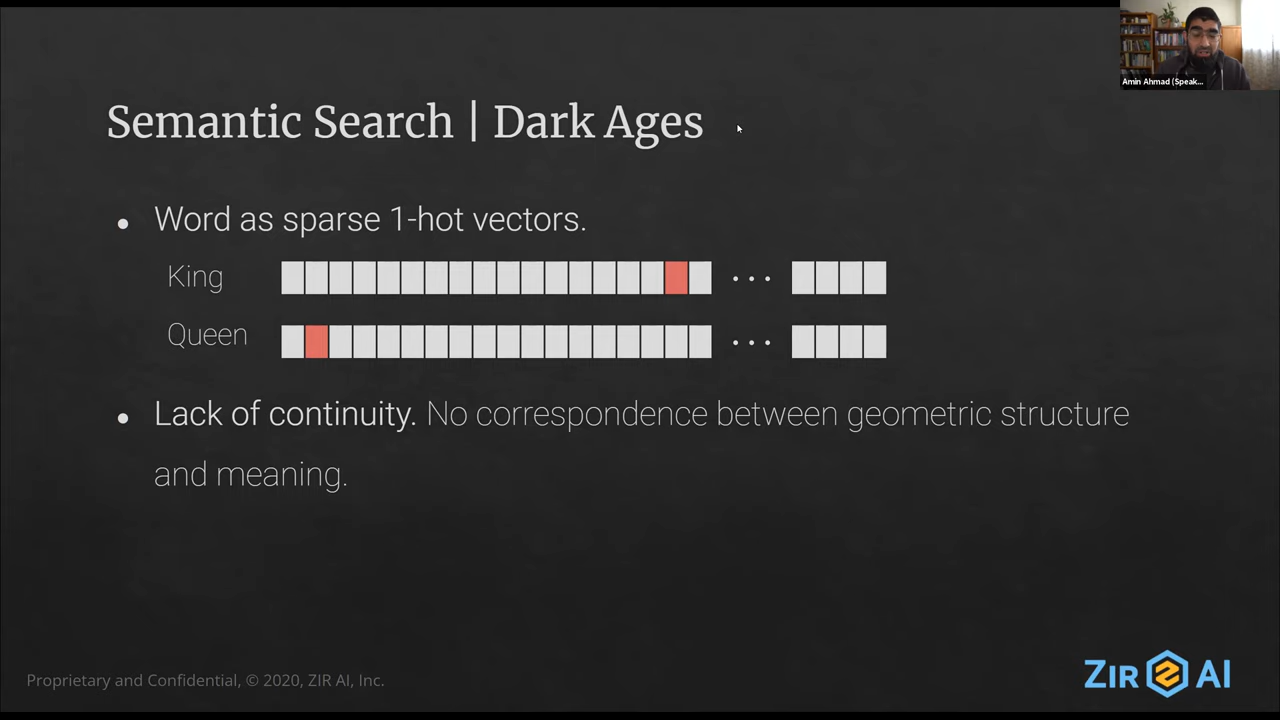 Amin Ahmad (Speak...
Semantic Search | Dark Ages
Word as sparse 1-hot vectors.
King
...
Queen
...
Lack of continuity. No correspondence between geometric structure
and meaning.
Proprietary and Confidential, © 2020, ZIR AI, Inc.
ZIR AI